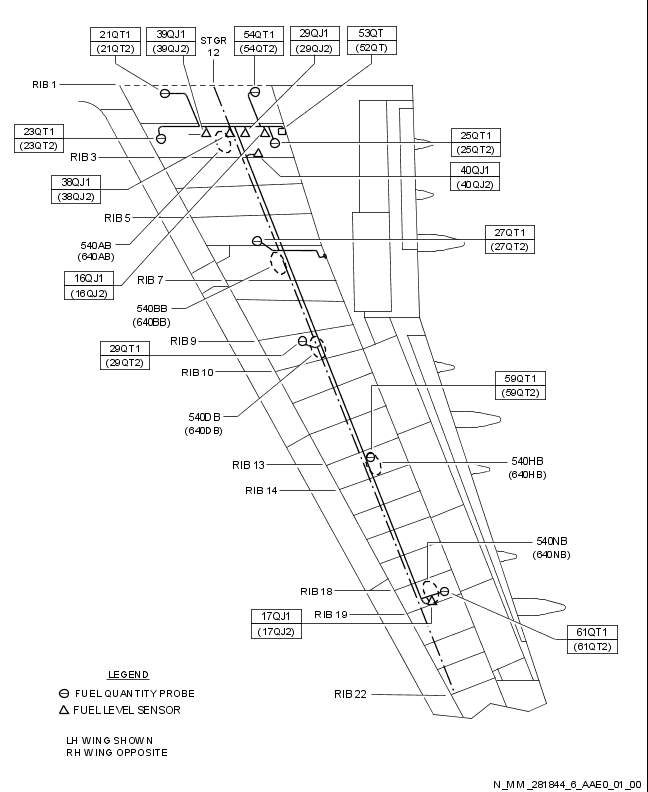 21QT1
(21QT2)
39QJ1
(39QJ2)
STGR
12
54QT1
(54QT2)
29QJ1
(29QJ2)
53QT
(52QT)
RIB 1
23QT1
(23QT2)
25QT1
(25QT2)
RIB 3
38QJ1
(38QJ2)
40QJ1
(40QJ2)
RIB 5
27QT1
(27QT2)
540AB
(640AB)
16QJ1
(16QJ2)
RIB 7
540BB
(640BB)
RIB 9
29QT1
(29QT2)
RIB 10
59QT1
(59QT2)
540DB
(640DB)
RIB 13
540HB
(640HB)
RIB 14
540NB
(640NB)
RIB 18
17QJ1
(17QJ2)
RIB 19
61QT1
(61QT2)
LEGEND
FUEL QUANTITY PROBE
FUEL LEVEL SENSOR
RIB 22
LH WING SHOWN
RH WING OPPOSITE
N_MM_281844_6_AAE0_01_00